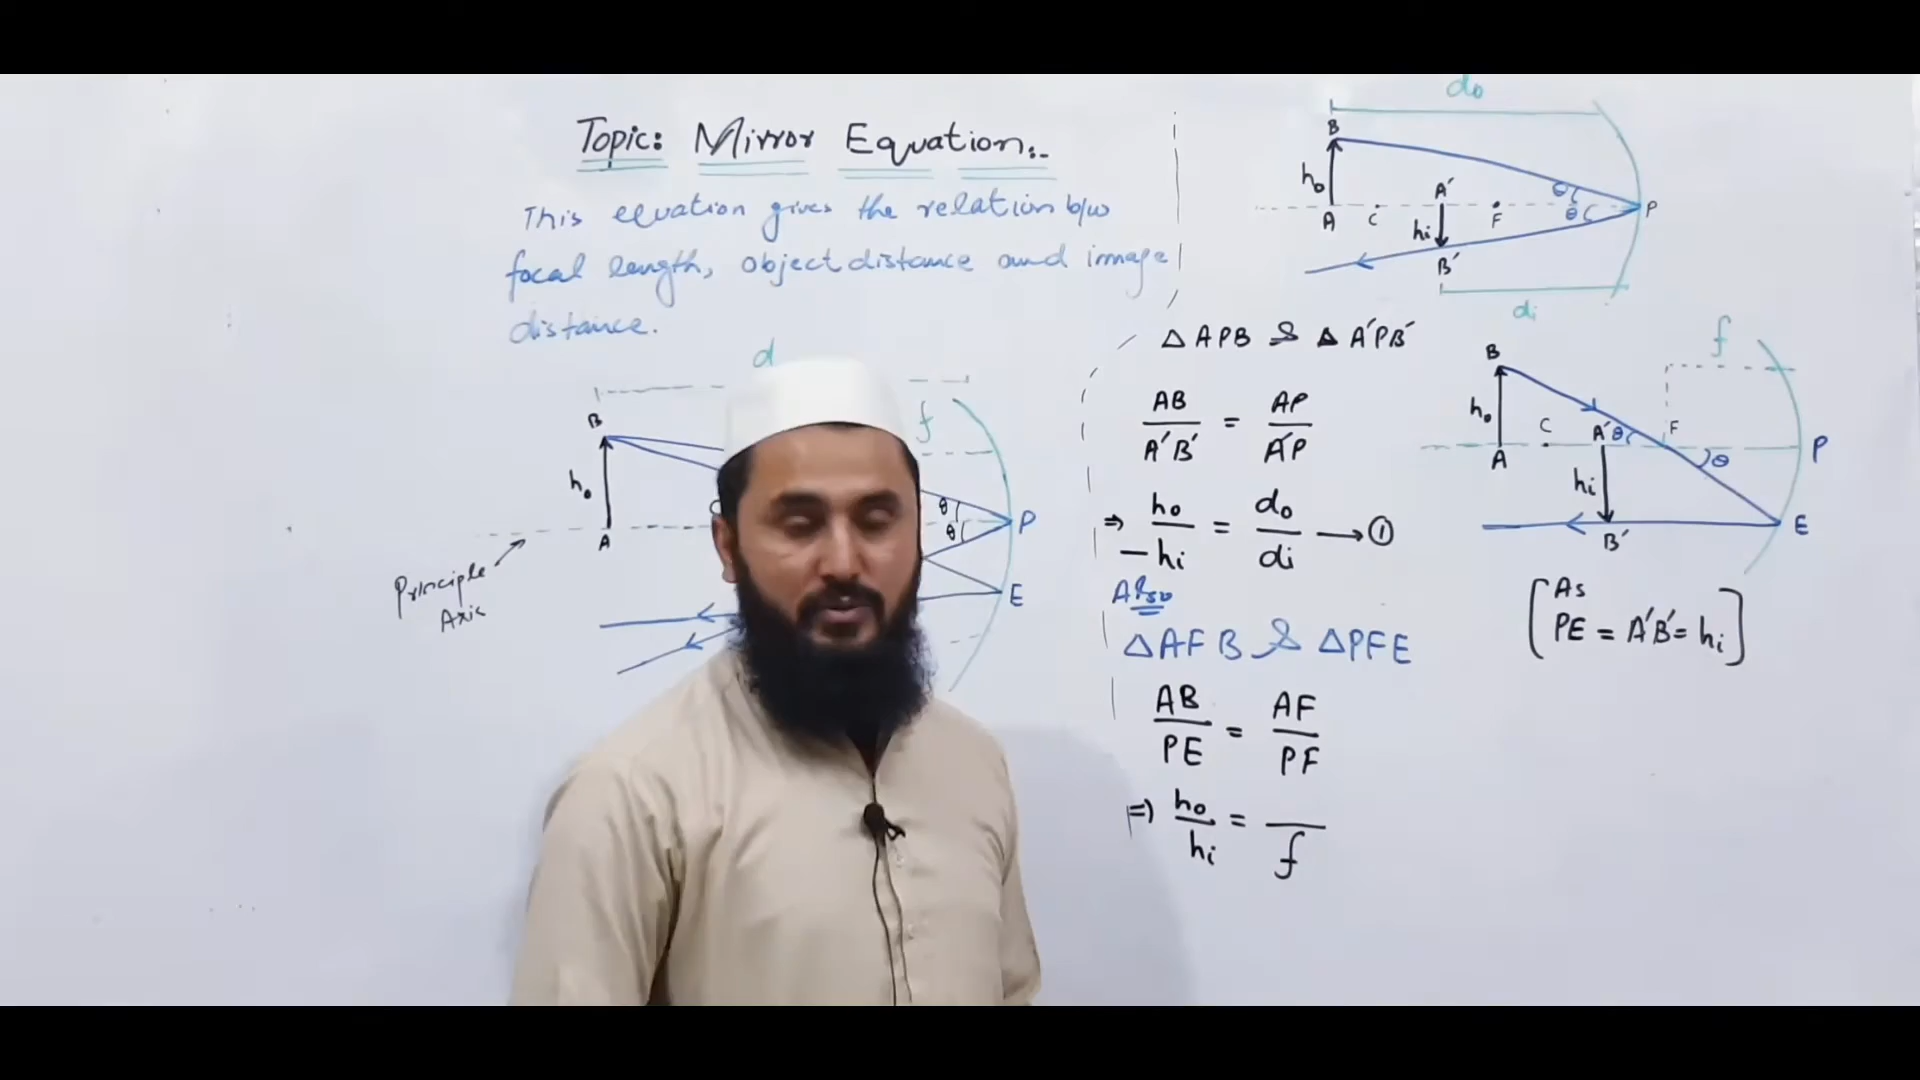 Topic: Mirror Equation:-
This equation gives the relation b/w
focal length, object distance and image
distance.
d
f
B
h₀
A
θ
θ
P
E
Principle
Axis
d₀
B
h₀
A
C
A′
F
θ
θ
P
hi
B′
di
△ APB & △ A′PB′
AB / A′B′ = AP / A′P
⇒ h₀ / −hi = d₀ / di → ①
Also
△AFB & △PFE
AB / PE = AF / PF
⇒ h₀ / hi = / f
f
B
h₀
C
A′
θ
F
A
θ
P
hi
B′
E
[As
PE = A′B′ = hi]